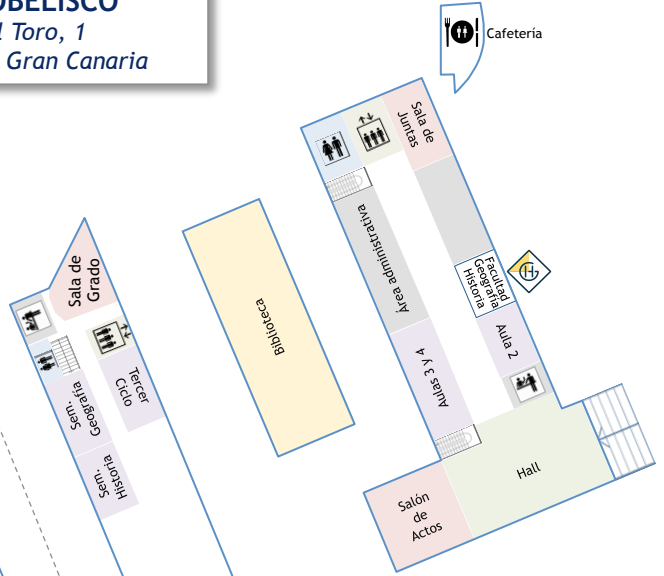 OBELISCO
l Toro, 1
Gran Canaria
Cafetería
Sala de
Juntas
Área administrativa
Facultad
Geografía
Historia
GH
Aula 2
Aulas 3 y 4
Hall
Salón
de
Actos
Biblioteca
Sala de
Grado
Tercer
Ciclo
Sem.
Geografía
Sem.
Historia